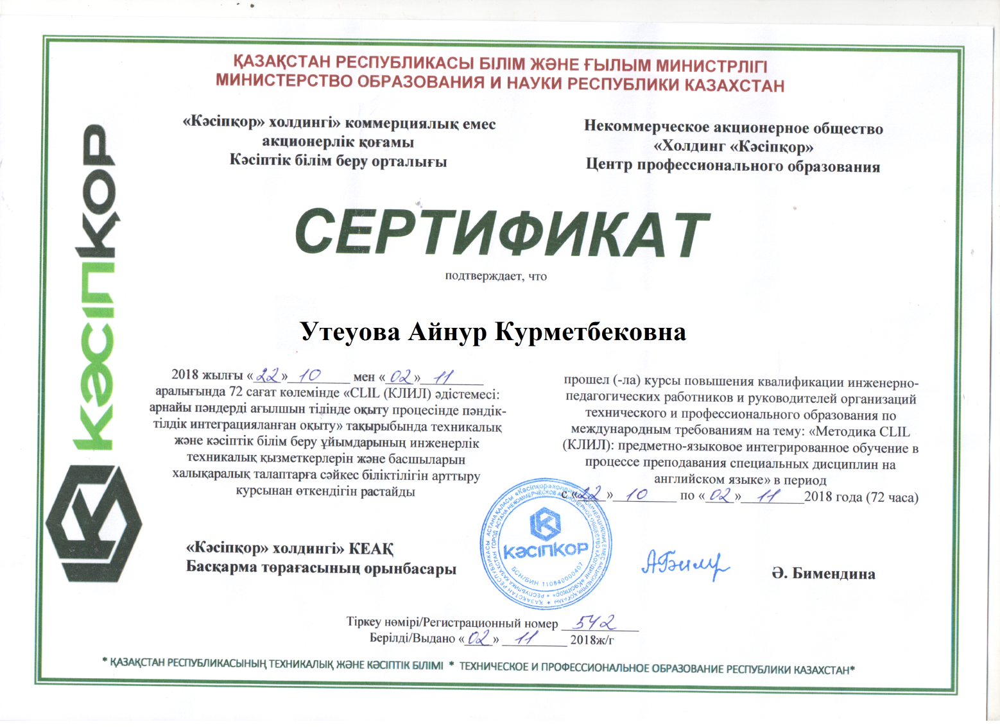 ҚАЗАҚСТАН РЕСПУБЛИКАСЫ БІЛІМ ЖӘНЕ ҒЫЛЫМ МИНИСТРЛІГІ
МИНИСТЕРСТВО ОБРАЗОВАНИЯ И НАУКИ РЕСПУБЛИКИ КАЗАХСТАН
«Кәсіпқор» холдингі» коммерциялық емес
акционерлік қоғамы
Кәсіптік білім беру орталығы
Некоммерческое акционерное общество
«Холдинг «Кәсіпқор»
Центр профессионального образования
кәсіпқор
СЕРТИФИКАТ
подтверждает, что
Утеуова Айнур Курметбековна
2018 жылғы «22» 10 мен «02» 11
аралығында 72 сағат көлемінде «CLIL (КЛИЛ) әдістемесі:
арнайы пәндерді ағылшын тілінде оқыту процесінде пәндік-
тілдік интеграцияланған оқыту» тақырыбында техникалық
және кәсіптік білім беру ұйымдарының инженерлік
техникалық қызметкерлерін және басшыларын
халықаралық талаптарға сәйкес біліктілігін арттыру
курсынан өткендігін растайды
прошел (-ла) курсы повышения квалификации инженерно-
педагогических работников и руководителей организаций
технического и профессионального образования по
международным требованиям на тему: «Методика CLIL
(КЛИЛ): предметно-языковое интегрированное обучение в
процессе преподавания специальных дисциплин на
английском языке» в период
с «22» 10 по «02» 11 2018 года (72 часа)
«Кәсіпқор» холдингі» КЕАҚ
Басқарма төрағасының орынбасары
кәсіпқор
БСН/БИН 110840000407
Ә. Бимендина
Тіркеу нөмірі/Регистрационный номер 542
Берілді/Выдано «02» 11 2018ж/г
* ҚАЗАҚСТАН РЕСПУБЛИКАСЫНЫҢ ТЕХНИКАЛЫҚ ЖӘНЕ КӘСІПТІК БІЛІМІ * ТЕХНИЧЕСКОЕ И ПРОФЕССИОНАЛЬНОЕ ОБРАЗОВАНИЕ РЕСПУБЛИКИ КАЗАХСТАН*